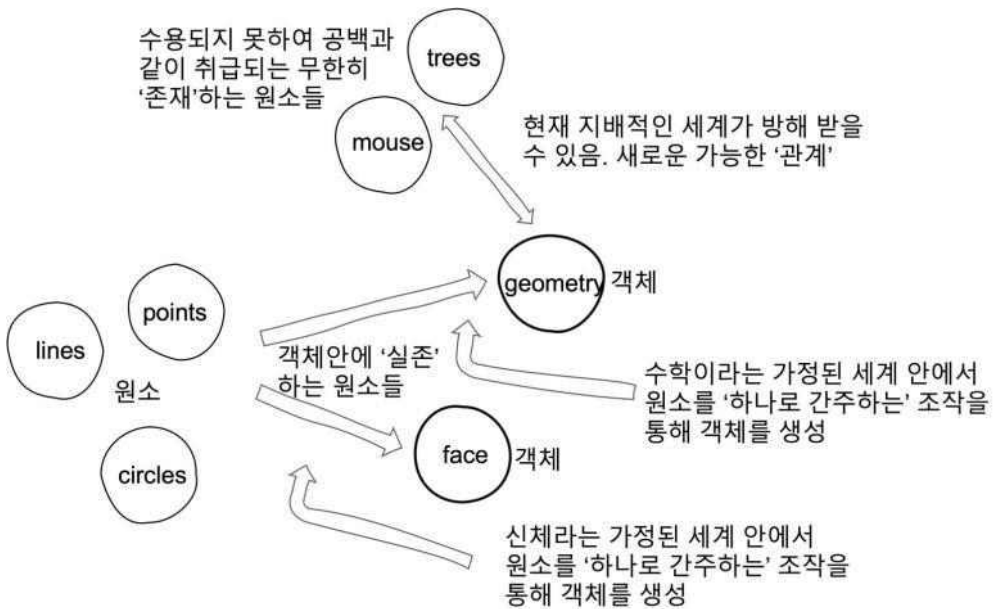 수용되지 못하여 공백과
같이 취급되는 무한히
‘존재’하는 원소들
trees
mouse
현재 지배적인 세계가 방해 받을
수 있음. 새로운 가능한 ‘관계’
geometry 객체
points
lines
원소
circles
객체안에 ‘실존’
하는 원소들
수학이라는 가정된 세계 안에서
원소를 ‘하나로 간주하는’ 조작을
통해 객체를 생성
face 객체
신체라는 가정된 세계 안에서
원소를 ‘하나로 간주하는’ 조작을
통해 객체를 생성